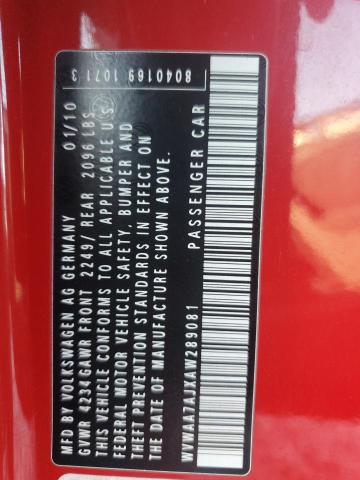 MFD BY VOLKSWAGEN AG GERMANY 01/10
GVWR 4234GAWR FRONT 2249/ REAR 2096 LBS
THIS VEHICLE CONFORMS TO ALL APPLICABLE U.S.
FEDERAL MOTOR VEHICLE SAFETY, BUMPER AND
THEFT PREVENTION STANDARDS IN EFFECT ON
THE DATE OF MANUFACTURE SHOWN ABOVE.
PASSENGER CAR
WVWAA7AJXAW289081
8040169 1071 3